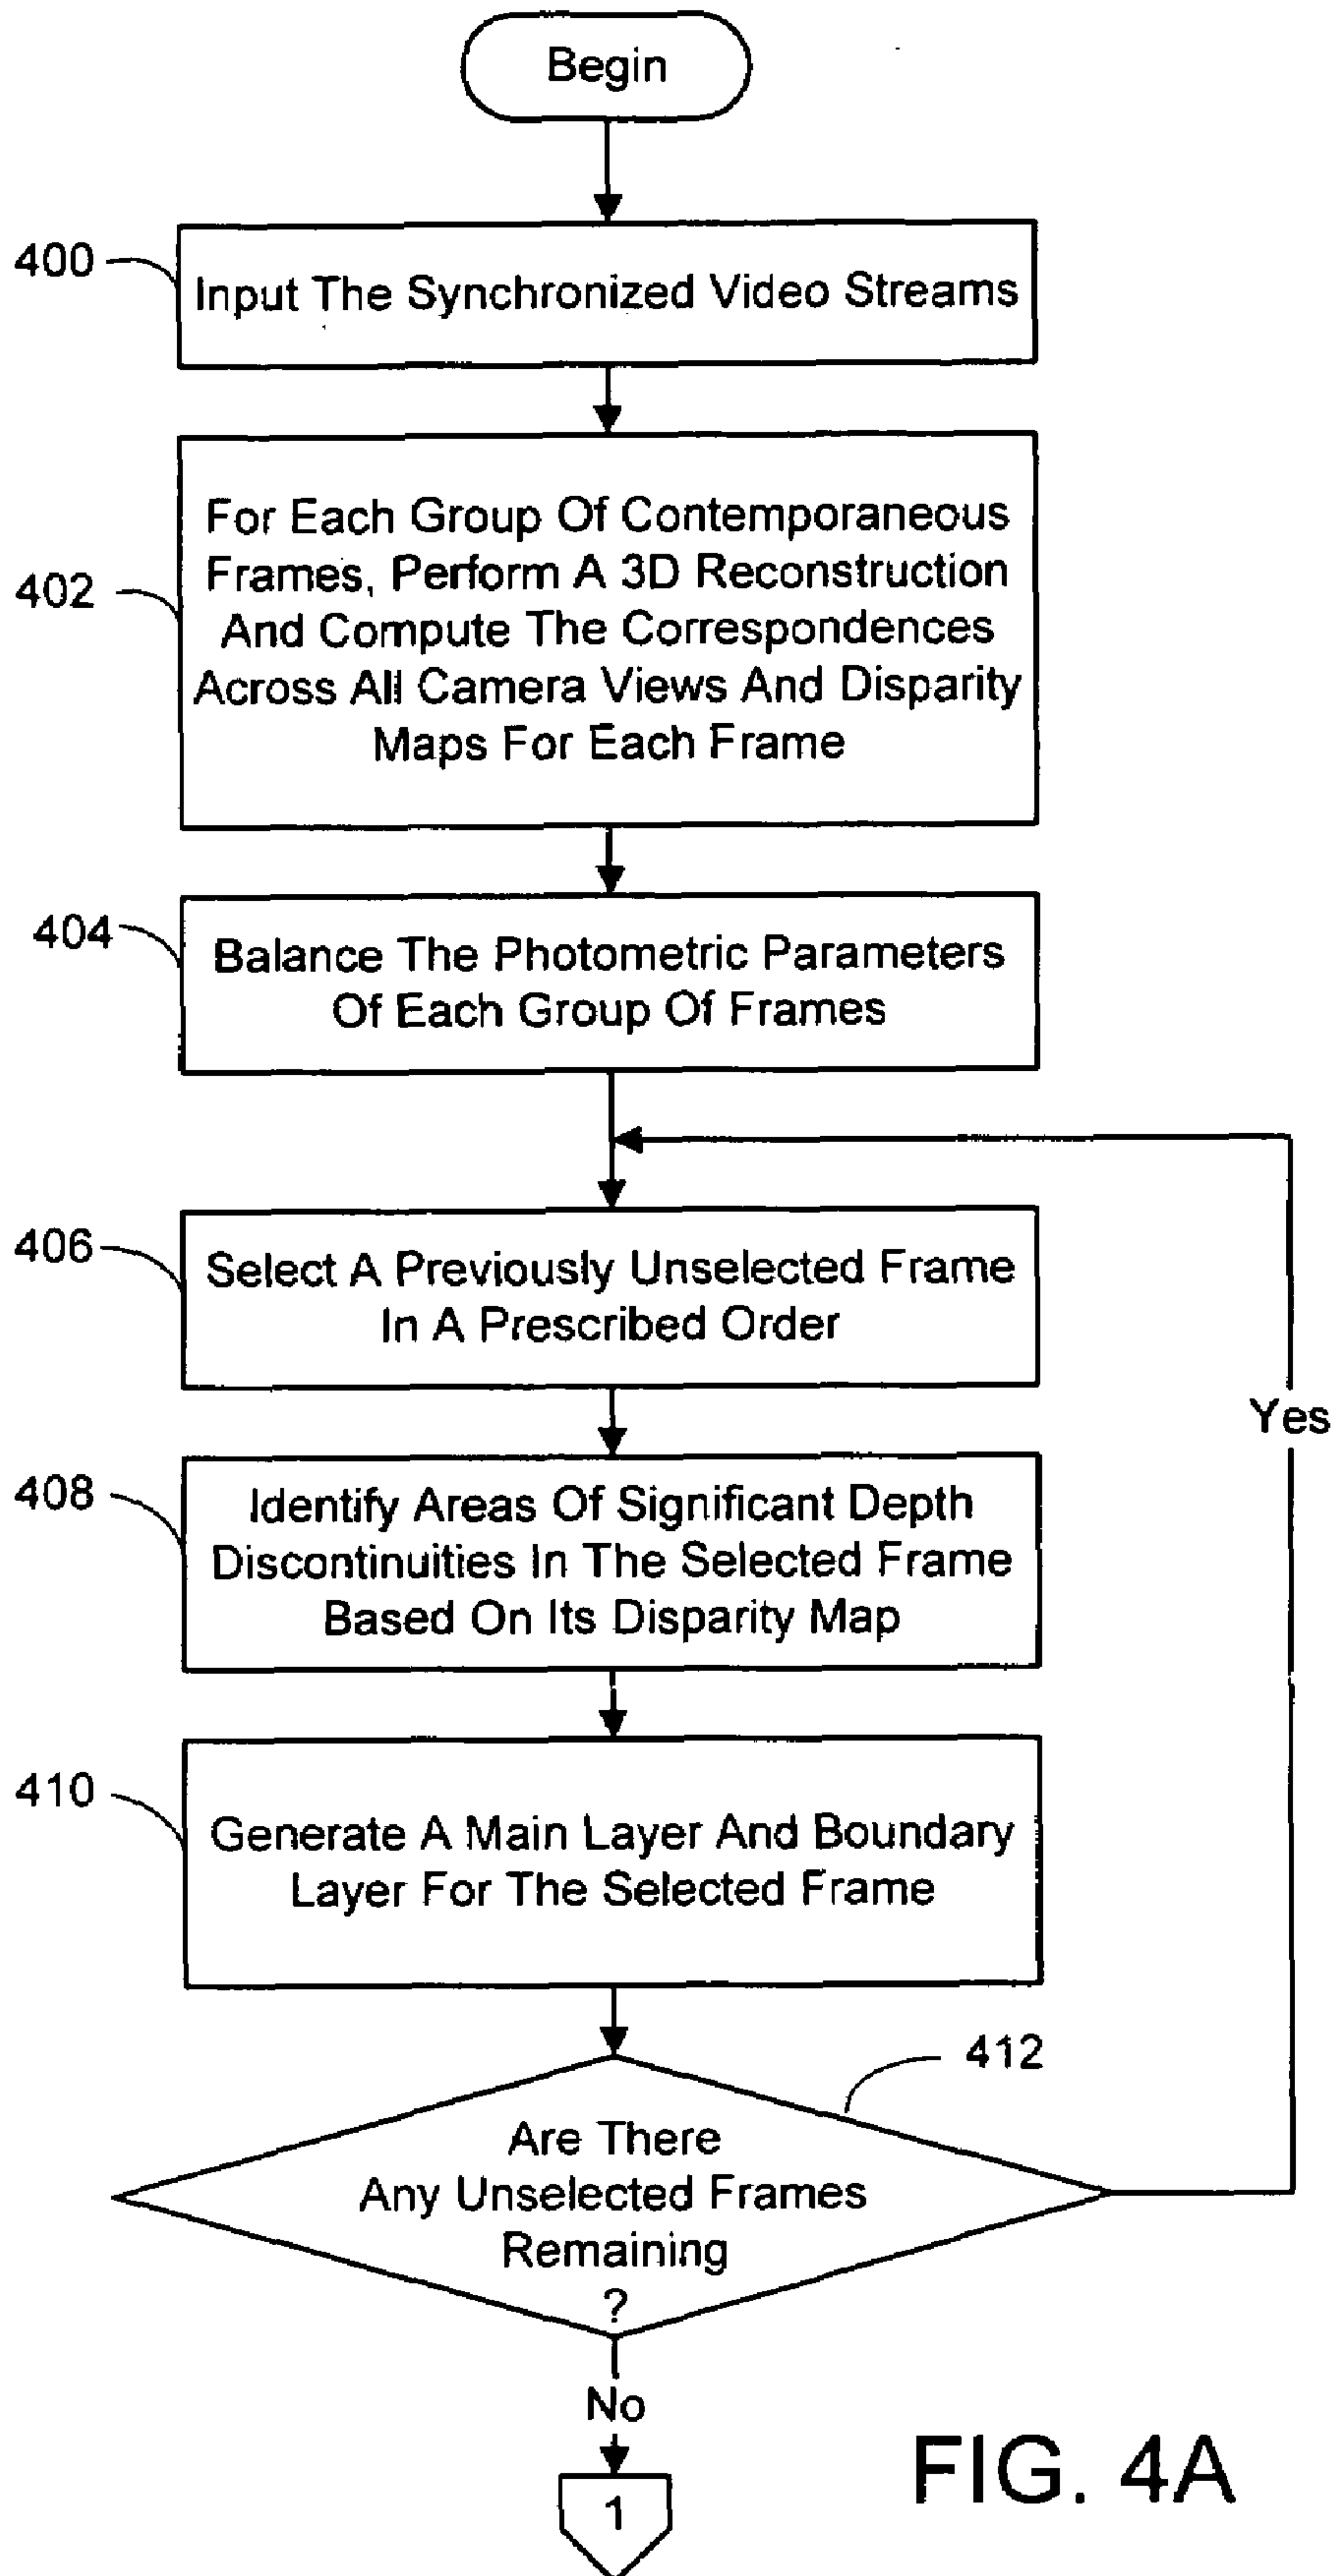 Begin
400
Input The Synchronized Video Streams
402
For Each Group Of Contemporaneous
Frames, Perform A 3D Reconstruction
And Compute The Correspondences
Across All Camera Views And Disparity
Maps For Each Frame
404
Balance The Photometric Parameters
Of Each Group Of Frames
406
Select A Previously Unselected Frame
In A Prescribed Order
Yes
408
Identify Areas Of Significant Depth
Discontinuities In The Selected Frame
Based On Its Disparity Map
410
Generate A Main Layer And Boundary
Layer For The Selected Frame
412
Are There
Any Unselected Frames
Remaining
?
No
1
FIG. 4A